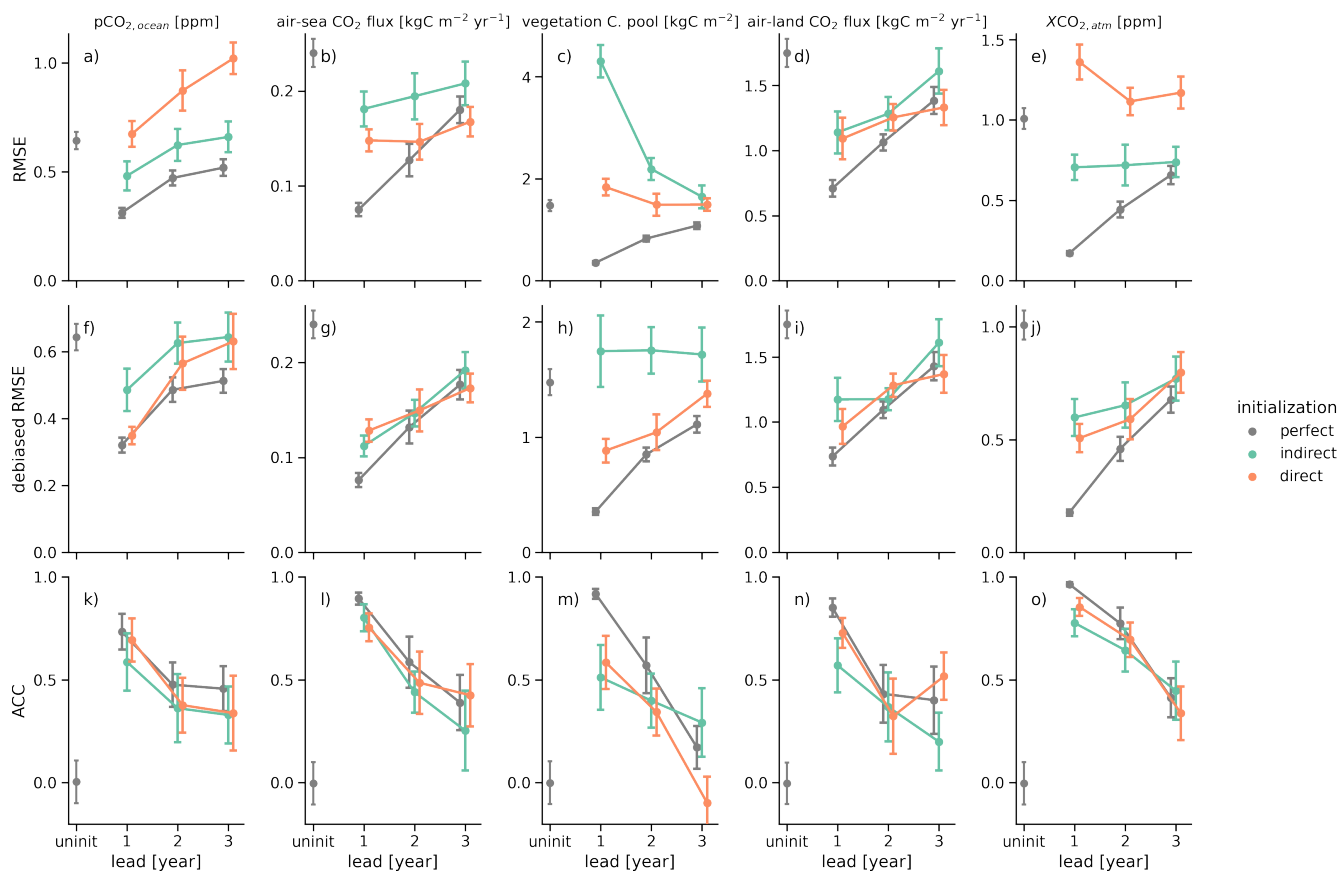 pCO2,ocean [ppm]
air-sea CO2 flux [kgC m−2 yr−1]
vegetation C. pool [kgC m−2]
air-land CO2 flux [kgC m−2 yr−1]
XCO2,atm [ppm]
RMSE
a)
1.0
0.5
0.0
b)
0.2
0.1
0.0
c)
4
2
0
d)
1.5
1.0
0.5
0.0
e)
1.5
1.0
0.5
0.0
debiased RMSE
f)
0.6
0.4
0.2
0.0
g)
0.2
0.1
0.0
h)
2
1
0
i)
1.5
1.0
0.5
0.0
j)
1.0
0.5
0.0
initialization
perfect
indirect
direct
ACC
k)
1.0
0.5
0.0
l)
1.0
0.5
0.0
m)
1.0
0.5
0.0
n)
1.0
0.5
0.0
o)
1.0
0.5
0.0
uninit 1 2 3
lead [year]
uninit 1 2 3
lead [year]
uninit 1 2 3
lead [year]
uninit 1 2 3
lead [year]
uninit 1 2 3
lead [year]